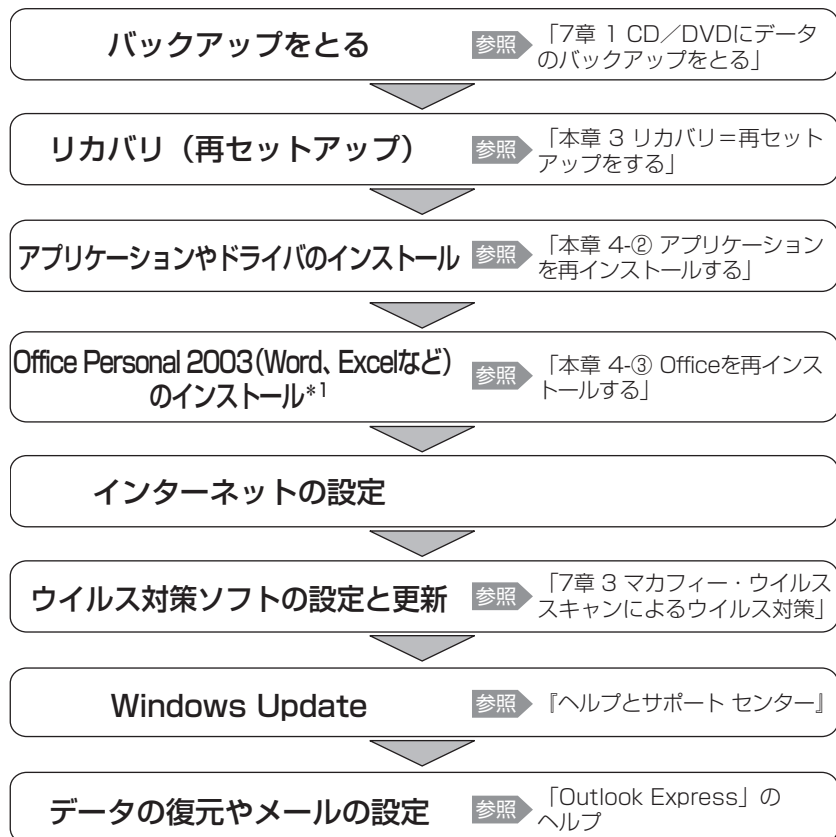 バックアップをとる
参照
「7章 1 CD／DVDにデータ
のバックアップをとる」
リカバリ（再セットアップ）
参照
「本章 3 リカバリ＝再セット
アップをする」
アプリケーションやドライバのインストール
参照
「本章 4-② アプリケーション
を再インストールする」
Office Personal 2003（Word、Excelなど）
のインストール*1
参照
「本章 4-③ Officeを再インス
トールする」
インターネットの設定
ウイルス対策ソフトの設定と更新
参照
「7章 3 マカフィー・ウイルス
スキャンによるウイルス対策」
Windows Update
参照
『ヘルプとサポート センター』
データの復元やメールの設定
参照
「Outlook Express」の
ヘルプ